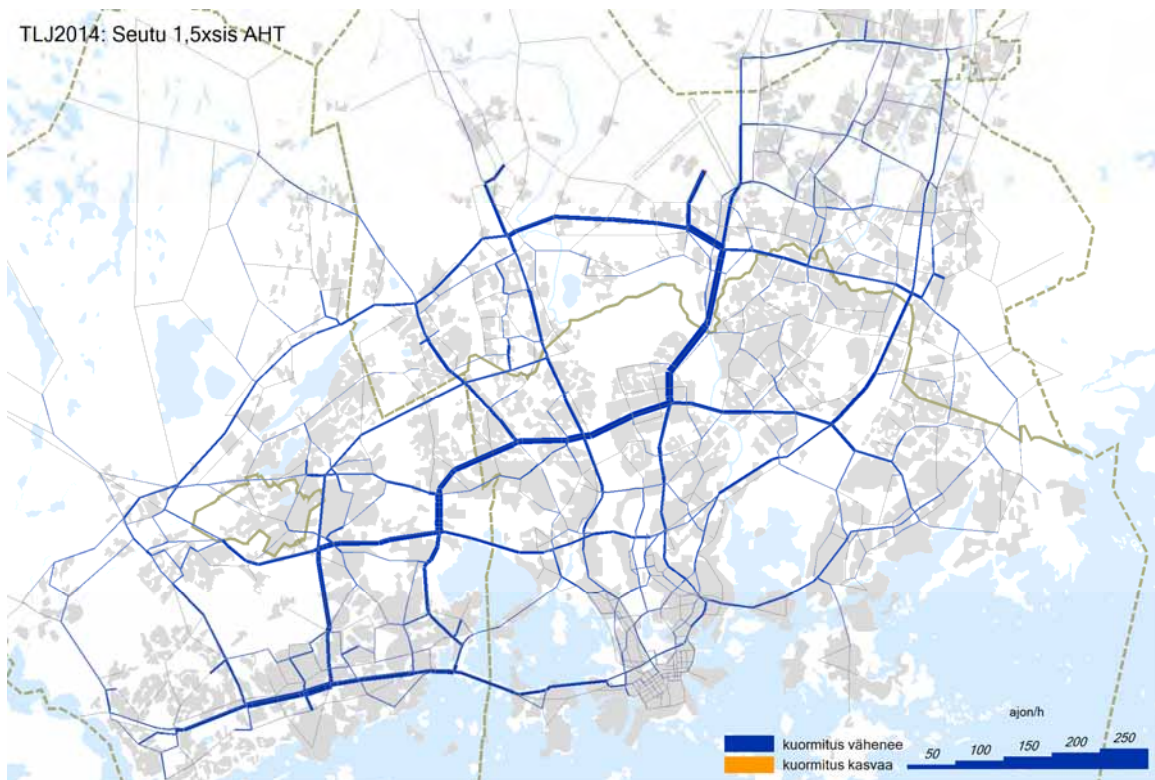 TLJ2014: Seutu 1,5xsis AHT
ajon/h
kuormitus vähenee
kuormitus kasvaa
50 100 150 200 250